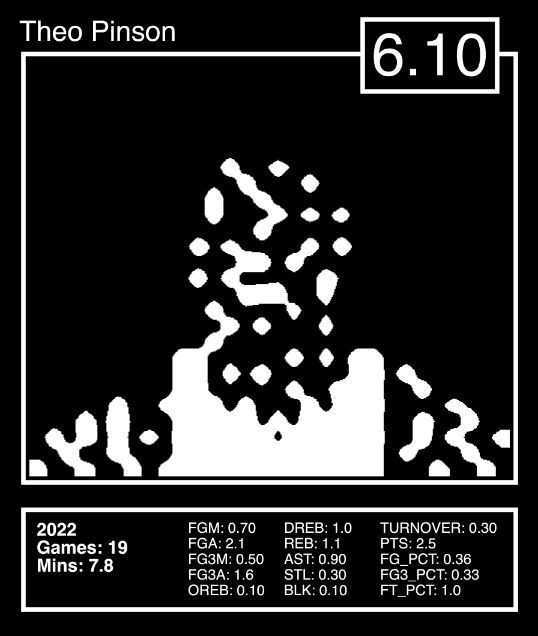 Theo Pinson
6.10
2022
Games: 19
Mins: 7.8
FGM: 0.70
FGA: 2.1
FG3M: 0.50
FG3A: 1.6
OREB: 0.10
DREB: 1.0
REB: 1.1
AST: 0.90
STL: 0.30
BLK: 0.10
TURNOVER: 0.30
PTS: 2.5
FG_PCT: 0.36
FG3_PCT: 0.33
FT_PCT: 1.0